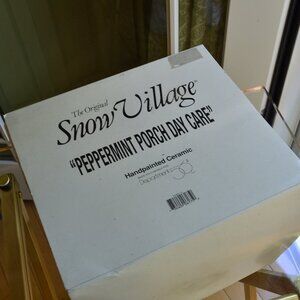 The Original
Snow Village
"PEPPERMINT PORCH DAY CARE"
Handpainted Ceramic
Department 56